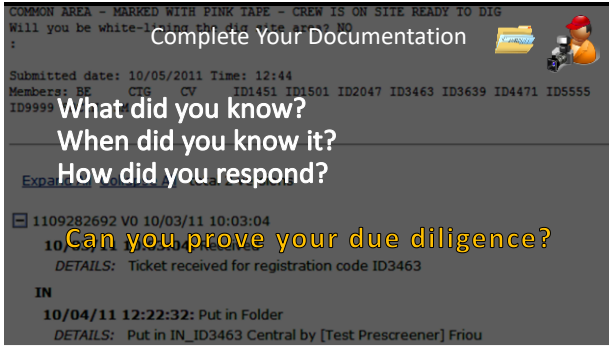 COMMON AREA - MARKED WITH PINK TAPE - CREW IS ON SITE READY TO DIG
Will you be white-lining the dig site area? NO
:
Complete Your Documentation
Submitted date: 10/05/2011 Time: 12:44
Members: BE CTG CV ID1451 ID1501 ID2047 ID3463 ID3639 ID4471 ID5555
ID9999
What did you know?
When did you know it?
How did you respond?
1109282692 V0 10/03/11 10:03:04
Can you prove your due diligence?
DETAILS: Ticket received for registration code ID3463
IN
10/04/11 12:22:32: Put in Folder
DETAILS: Put in IN_ID3463 Central by [Test Prescreener] Friou